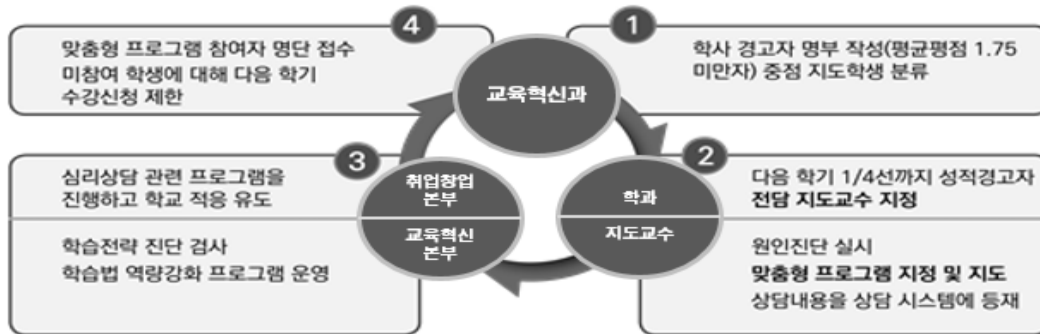 4
맞춤형 프로그램 참여자 명단 접수
미참여 학생에 대해 다음 학기
수강신청 제한
교육혁신과
1
학사 경고자 명부 작성(평균평점 1.75
미만자) 중점 지도학생 분류
3
심리상담 관련 프로그램을
진행하고 학교 적응 유도
학습전략 진단 검사
학습법 역량강화 프로그램 운영
취업창업
본부
교육혁신
본부
학과
지도교수
2
다음 학기 1/4선까지 성적경고자
전담 지도교수 지정
원인진단 실시
맞춤형 프로그램 지정 및 지도
상담내용을 상담 시스템에 등재